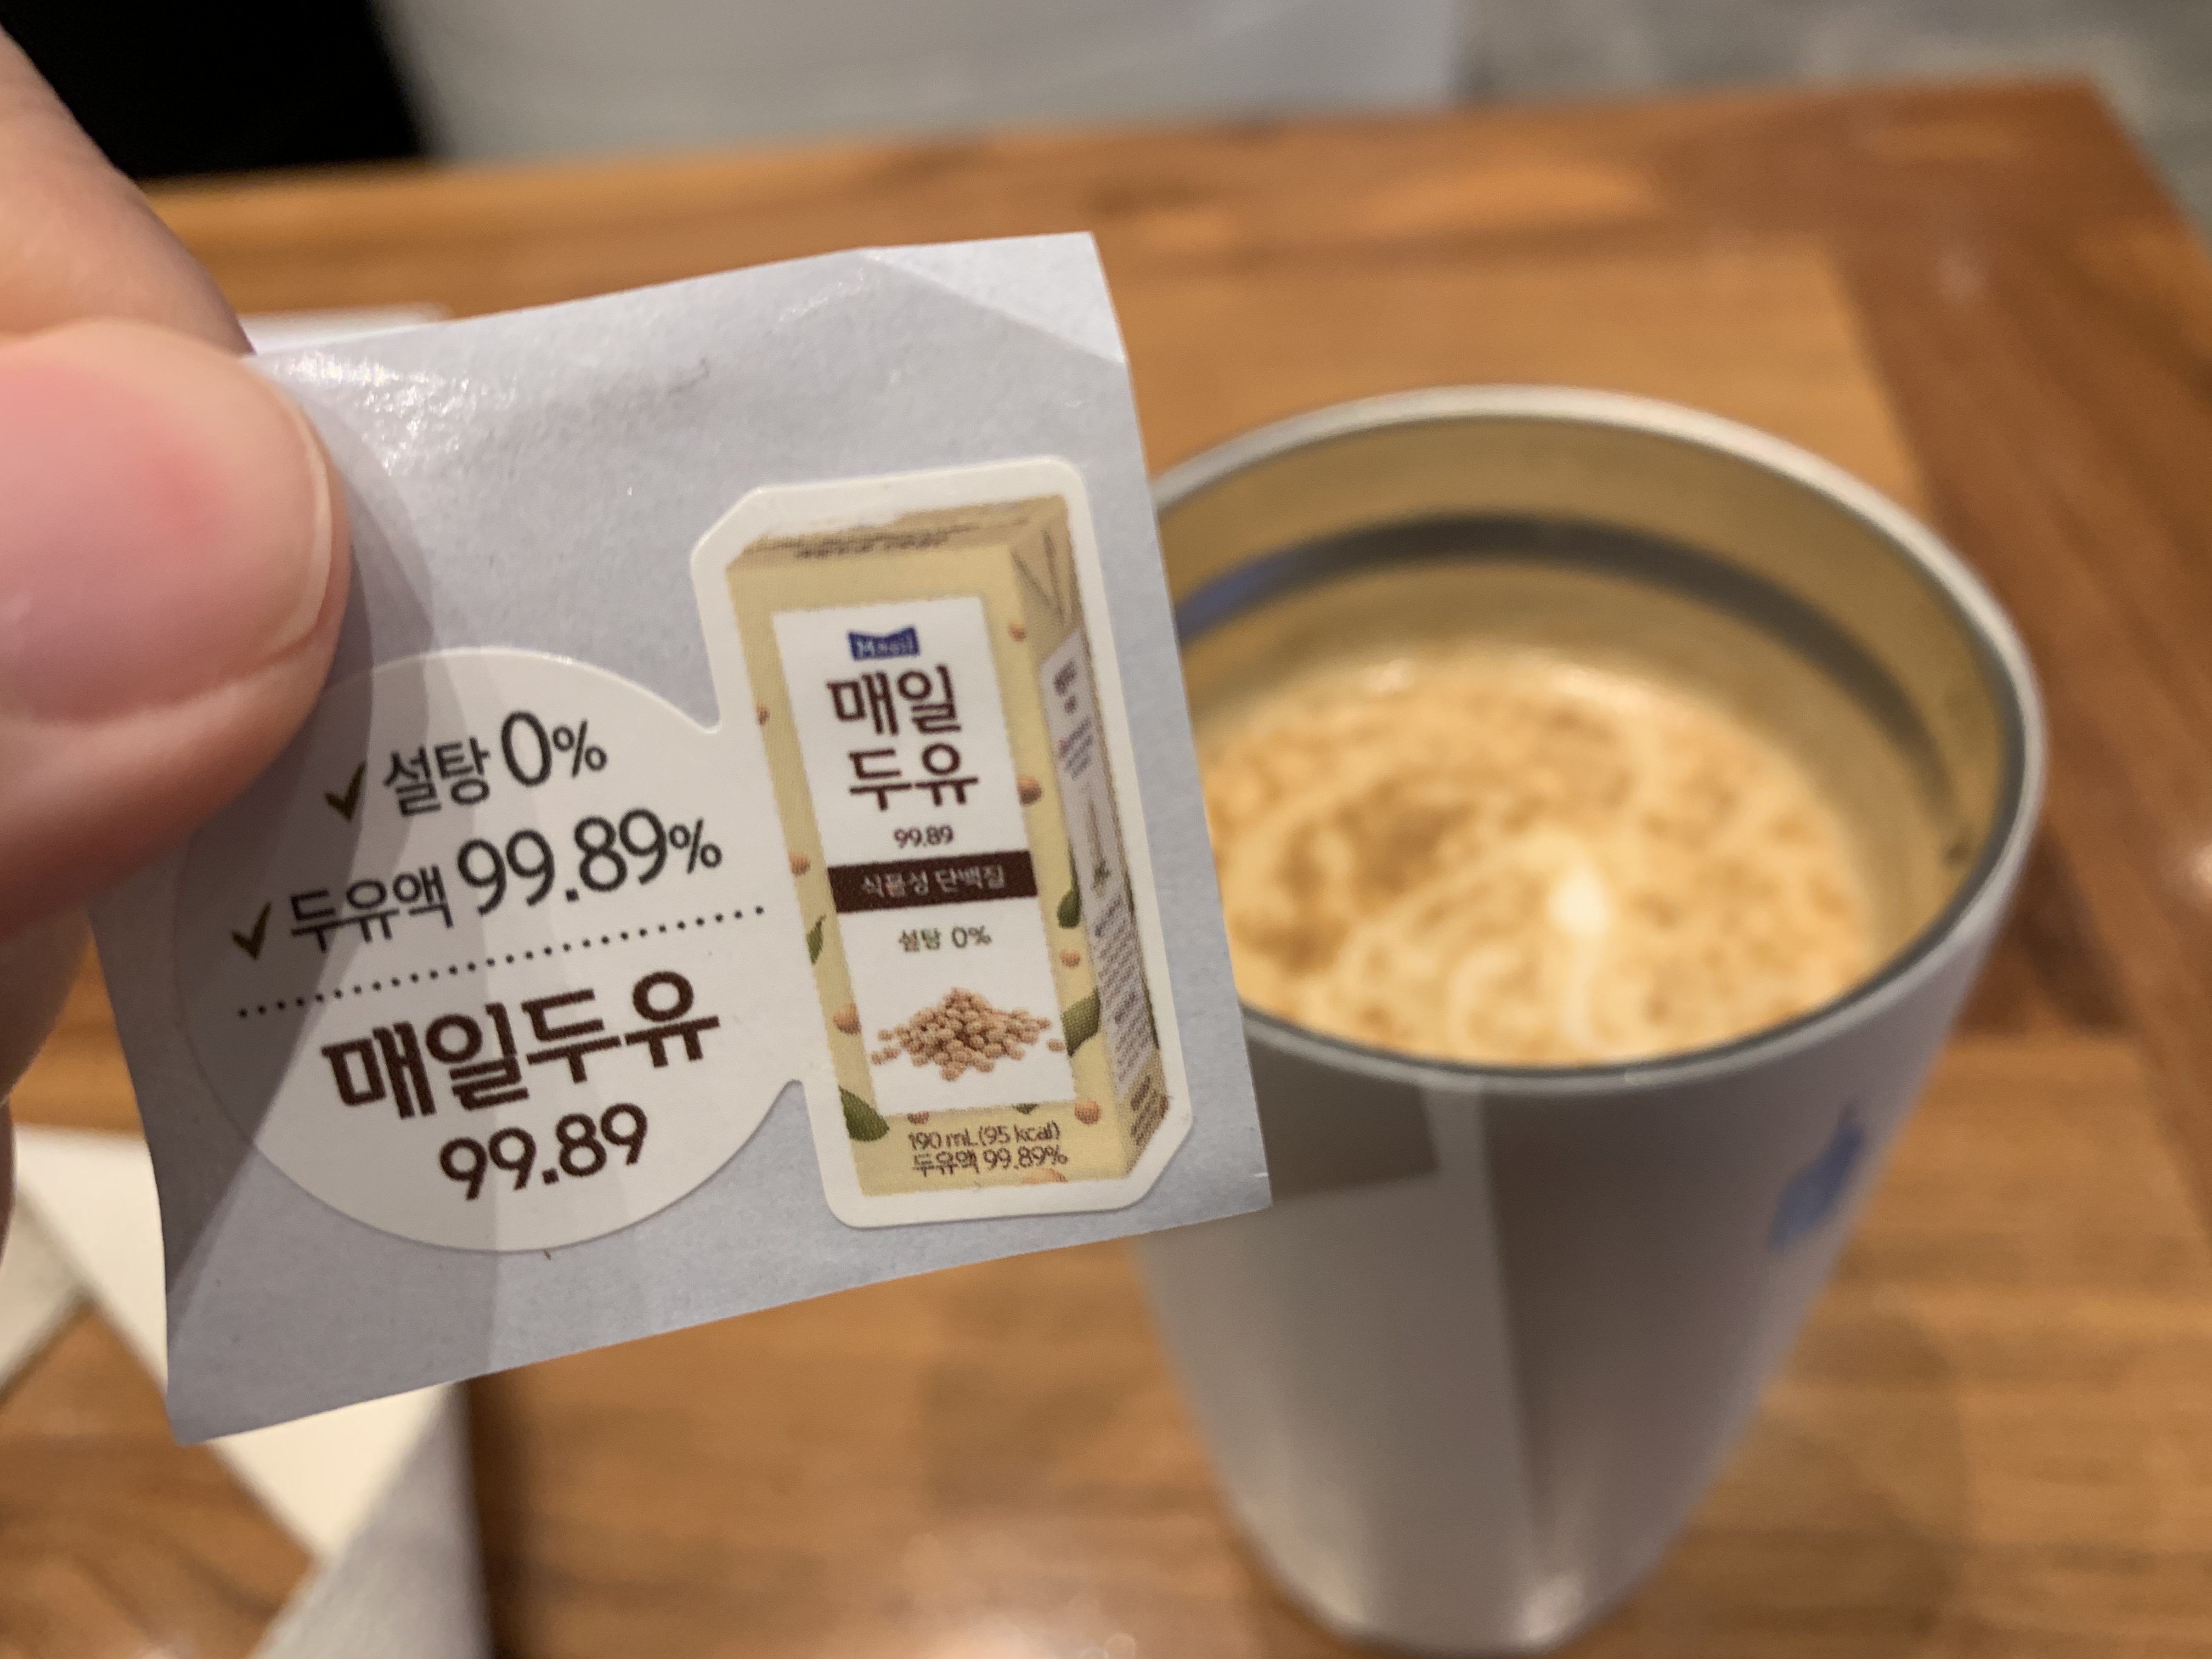 설탕 0%
두유액 99.89%
매일두유
99.89
Maeil
매일
두유
99.89
식물성 단백질
설탕 0%
190 mL (95 kcal)
두유액 99.89%